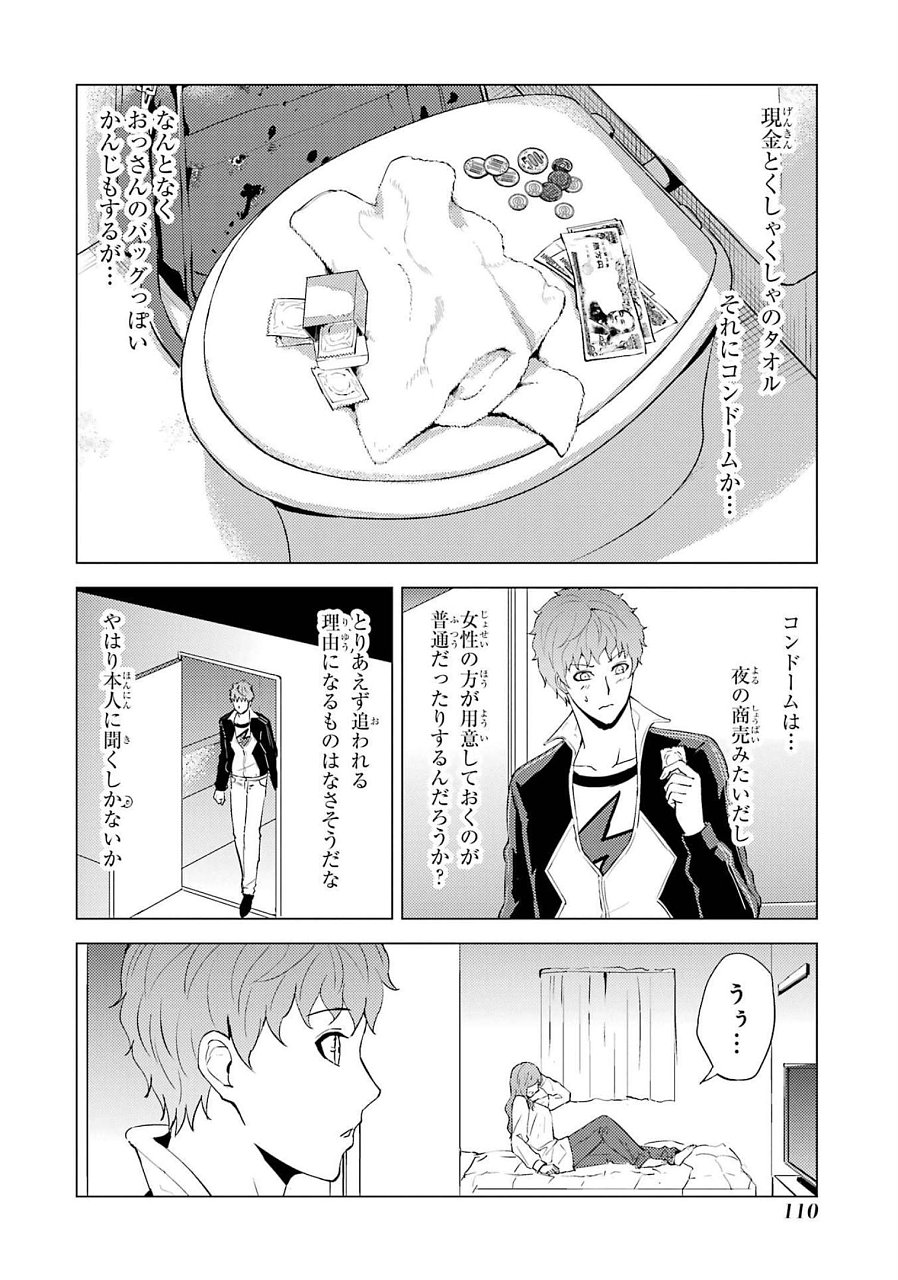 現金とくしゃくしゃのタオル
それにコンドームか…
なんとなく
おっさんのバッグっぽい
かんじもするが…
コンドームは…
夜の商売みたいだし
女性の方が用意しておくのが
普通だったりするんだろうか?
とりあえず追われる
理由になるものはなさそうだな
やはり本人に聞くしかないか
うぅ…
110